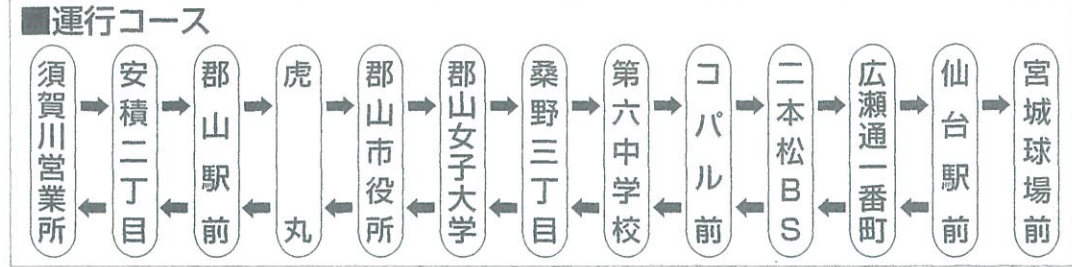 ■運行コース
須賀川営業所
安積二丁目
郡山駅前
虎丸
郡山市役所
郡山女子大学
桑野三丁目
第六中学校
コパル前
二本松BS
広瀬通一番町
仙台駅前
宮城球場前